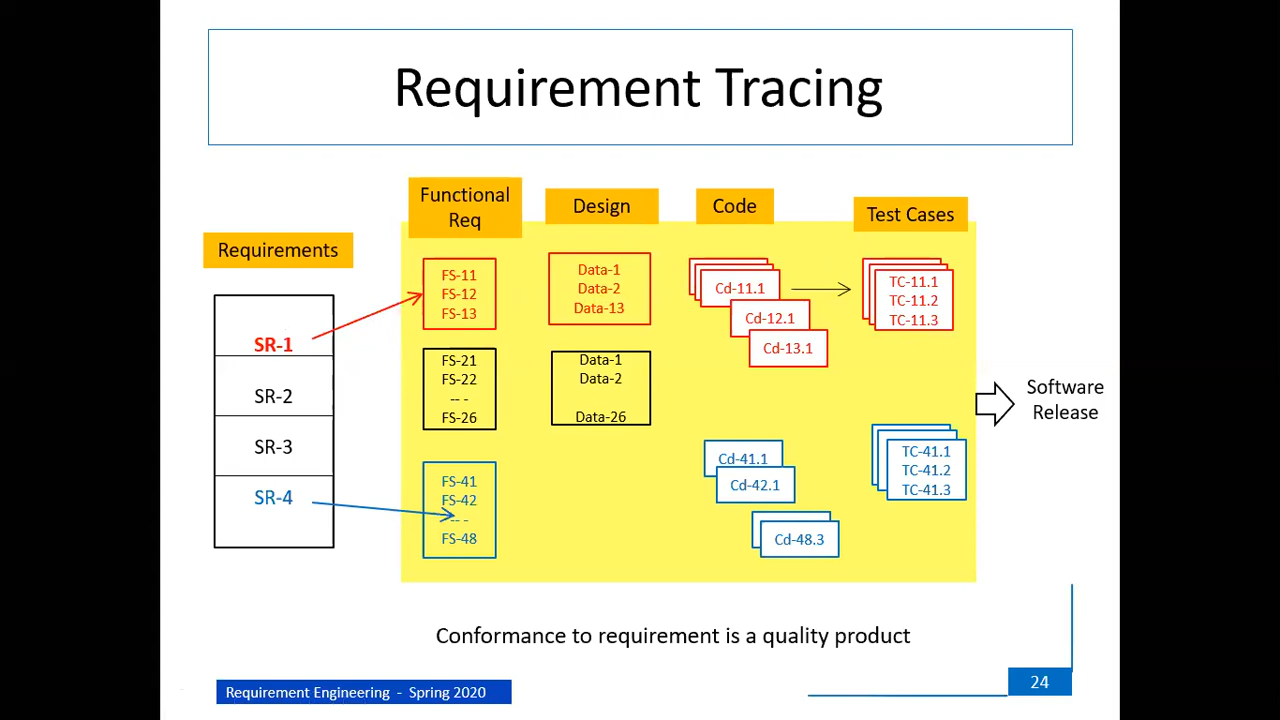 Requirement Tracing
Requirements
Functional
Req
Design
Code
Test Cases
SR-1
SR-2
SR-3
SR-4
FS-11
FS-12
FS-13
FS-21
FS-22
-- -
FS-26
FS-41
FS-42
-- -
FS-48
Data-1
Data-2
Data-13
Data-1
Data-2
Data-26
Cd-11.1
Cd-12.1
Cd-13.1
Cd-41.1
Cd-42.1
Cd-48.3
TC-11.1
TC-11.2
TC-11.3
TC-41.1
TC-41.2
TC-41.3
Software
Release
Conformance to requirement is a quality product
Requirement Engineering - Spring 2020
24